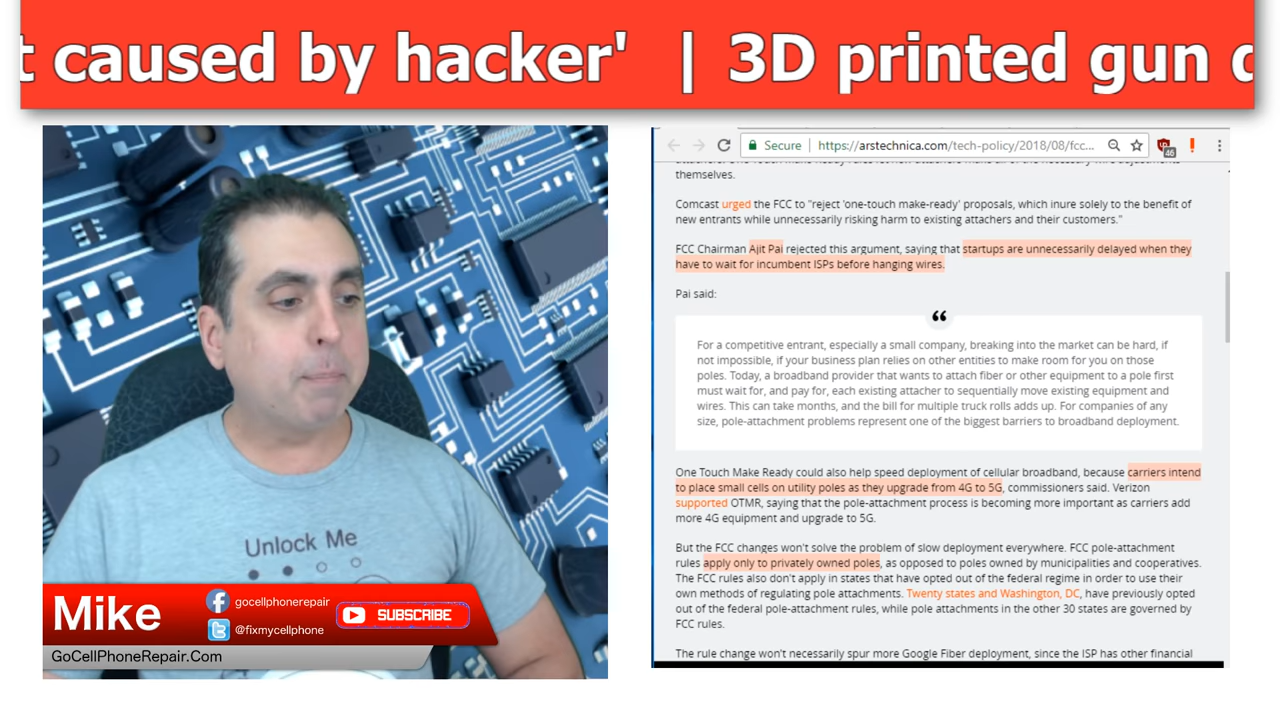 caused by hacker' | 3D printed gun
Unlock Me
Mike
gocellphonerepair
SUBSCRIBE
@fixmycellphone
GoCellPhoneRepair.Com
Secure | https://arstechnica.com/tech-policy/2018/08/fcc...
46
themselves.
Comcast urged the FCC to "reject 'one-touch make-ready' proposals, which inure solely to the benefit of
new entrants while unnecessarily risking harm to existing attachers and their customers."
FCC Chairman Ajit Pai rejected this argument, saying that startups are unnecessarily delayed when they
have to wait for incumbent ISPs before hanging wires.
Pai said:
“
For a competitive entrant, especially a small company, breaking into the market can be hard, if
not impossible, if your business plan relies on other entities to make room for you on those
poles. Today, a broadband provider that wants to attach fiber or other equipment to a pole first
must wait for, and pay for, each existing attacher to sequentially move existing equipment and
wires. This can take months, and the bill for multiple truck rolls adds up. For companies of any
size, pole-attachment problems represent one of the biggest barriers to broadband deployment.
One Touch Make Ready could also help speed deployment of cellular broadband, because carriers intend
to place small cells on utility poles as they upgrade from 4G to 5G, commissioners said. Verizon
supported OTMR, saying that the pole-attachment process is becoming more important as carriers add
more 4G equipment and upgrade to 5G.
But the FCC changes won't solve the problem of slow deployment everywhere. FCC pole-attachment
rules apply only to privately owned poles, as opposed to poles owned by municipalities and cooperatives.
The FCC rules also don't apply in states that have opted out of the federal regime in order to use their
own methods of regulating pole attachments. Twenty states and Washington, DC, have previously opted
out of the federal pole-attachment rules, while pole attachments in the other 30 states are governed by
FCC rules.
The rule change won't necessarily spur more Google Fiber deployment, since the ISP has other financial